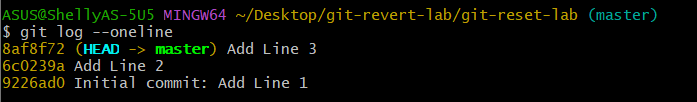 ASUS@ShellyAS-5U5 MINGW64 ~/Desktop/git-revert-lab/git-reset-lab (master)
$ git log --oneline
8af8f72 (HEAD -> master) Add Line 3
6c0239a Add Line 2
9226ad0 Initial commit: Add Line 1